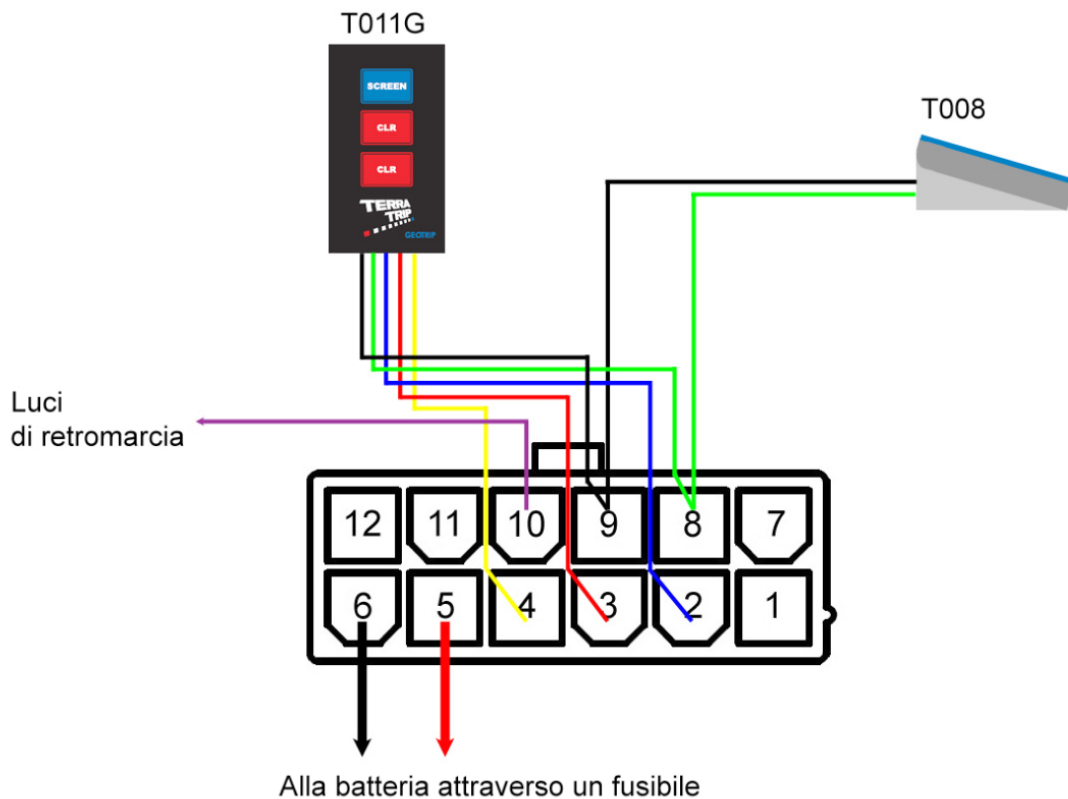 T011G
SCREEN
CLR
CLR
TERRA
TRIP
GEOTRIP
T008
Luci
di retromarcia
12 11 10 9 8 7
6 5 4 3 2 1
Alla batteria attraverso un fusibile